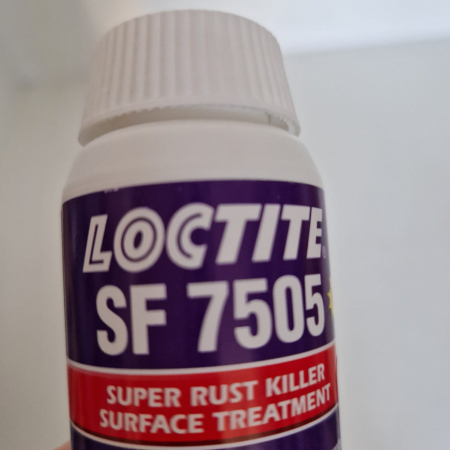 LOCTITE
SF 7505
SUPER RUST KILLER
SURFACE TREATMENT